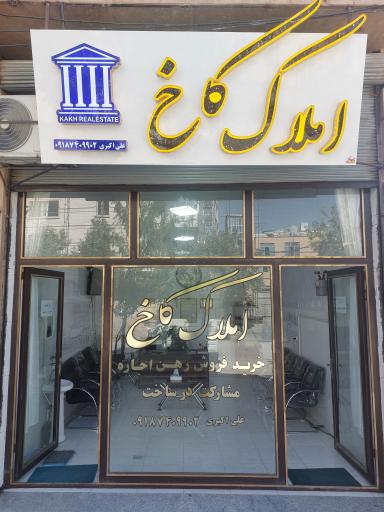 املاک کاخ
KAKH REALESTATE
علی اکبری ۰۹۱۸۷۴۰۹۹۰۲
املاک کاخ
خرید فروش رهن اجاره
مشارکت در ساخت
علی اکبری ۰۹۱۸۷۴۰۹۹۰۲